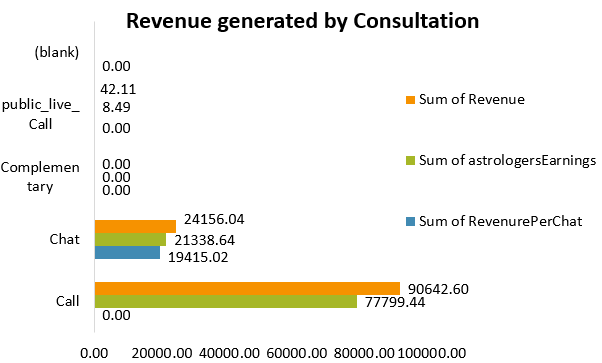 Revenue generated by Consultation
(blank)
0.00
public_live_
Call
42.11
8.49
0.00
Complemen
tary
0.00
0.00
0.00
Chat
24156.04
21338.64
19415.02
Call
90642.60
77799.44
0.00
0.00 20000.00 40000.00 60000.00 80000.00 100000.00
Sum of Revenue
Sum of astrologersEarnings
Sum of RevenurePerChat